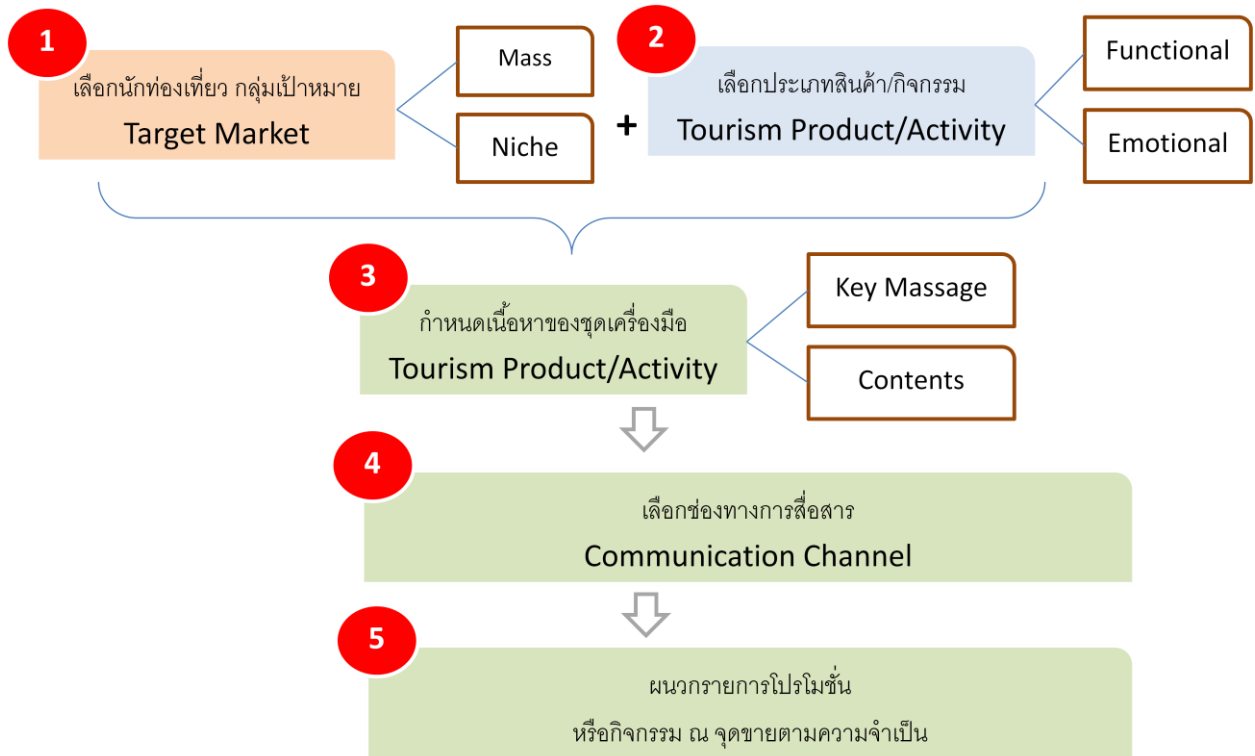 1
เลือกนักท่องเที่ยว กลุ่มเป้าหมาย
Target Market
Mass
Niche
+
2
เลือกประเภทสินค้า/กิจกรรม
Tourism Product/Activity
Functional
Emotional
3
กำหนดเนื้อหาของชุดเครื่องมือ
Tourism Product/Activity
Key Massage
Contents
4
เลือกช่องทางการสื่อสาร
Communication Channel
5
ผนวกรายการโปรโมชั่น
หรือกิจกรรม ณ จุดขายตามความจำเป็น